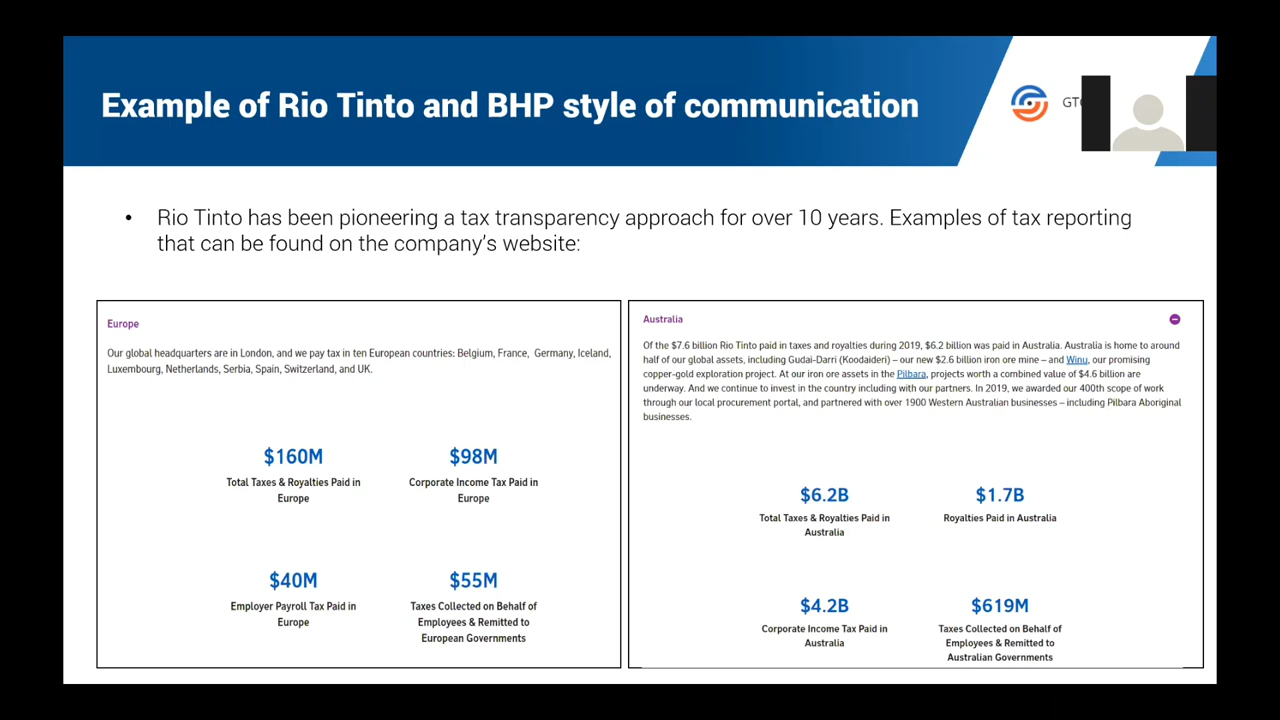 Example of Rio Tinto and BHP style of communication
• Rio Tinto has been pioneering a tax transparency approach for over 10 years. Examples of tax reporting
that can be found on the company's website:
Europe
Our global headquarters are in London, and we pay tax in ten European countries: Belgium, France, Germany, Iceland,
Luxembourg, Netherlands, Serbia, Spain, Switzerland, and UK.
$160M
Total Taxes & Royalties Paid in
Europe
$98M
Corporate Income Tax Paid in
Europe
$40M
Employer Payroll Tax Paid in
Europe
$55M
Taxes Collected on Behalf of
Employees & Remitted to
European Governments
Australia
Of the $7.6 billion Rio Tinto paid in taxes and royalties during 2019, $6.2 billion was paid in Australia. Australia is home to around
half of our global assets, including Gudai-Darri (Koodaideri) – our new $2.6 billion iron ore mine – and Winu, our promising
copper-gold exploration project. At our iron ore assets in the Pilbara, projects worth a combined value of $4.6 billion are
underway. And we continue to invest in the country including with our partners. In 2019, we awarded our 400th scope of work
through our local procurement portal, and partnered with over 1900 Western Australian businesses – including Pilbara Aboriginal
businesses.
$6.2B
Total Taxes & Royalties Paid in
Australia
$1.7B
Royalties Paid in Australia
$4.2B
Corporate Income Tax Paid in
Australia
$619M
Taxes Collected on Behalf of
Employees & Remitted to
Australian Governments